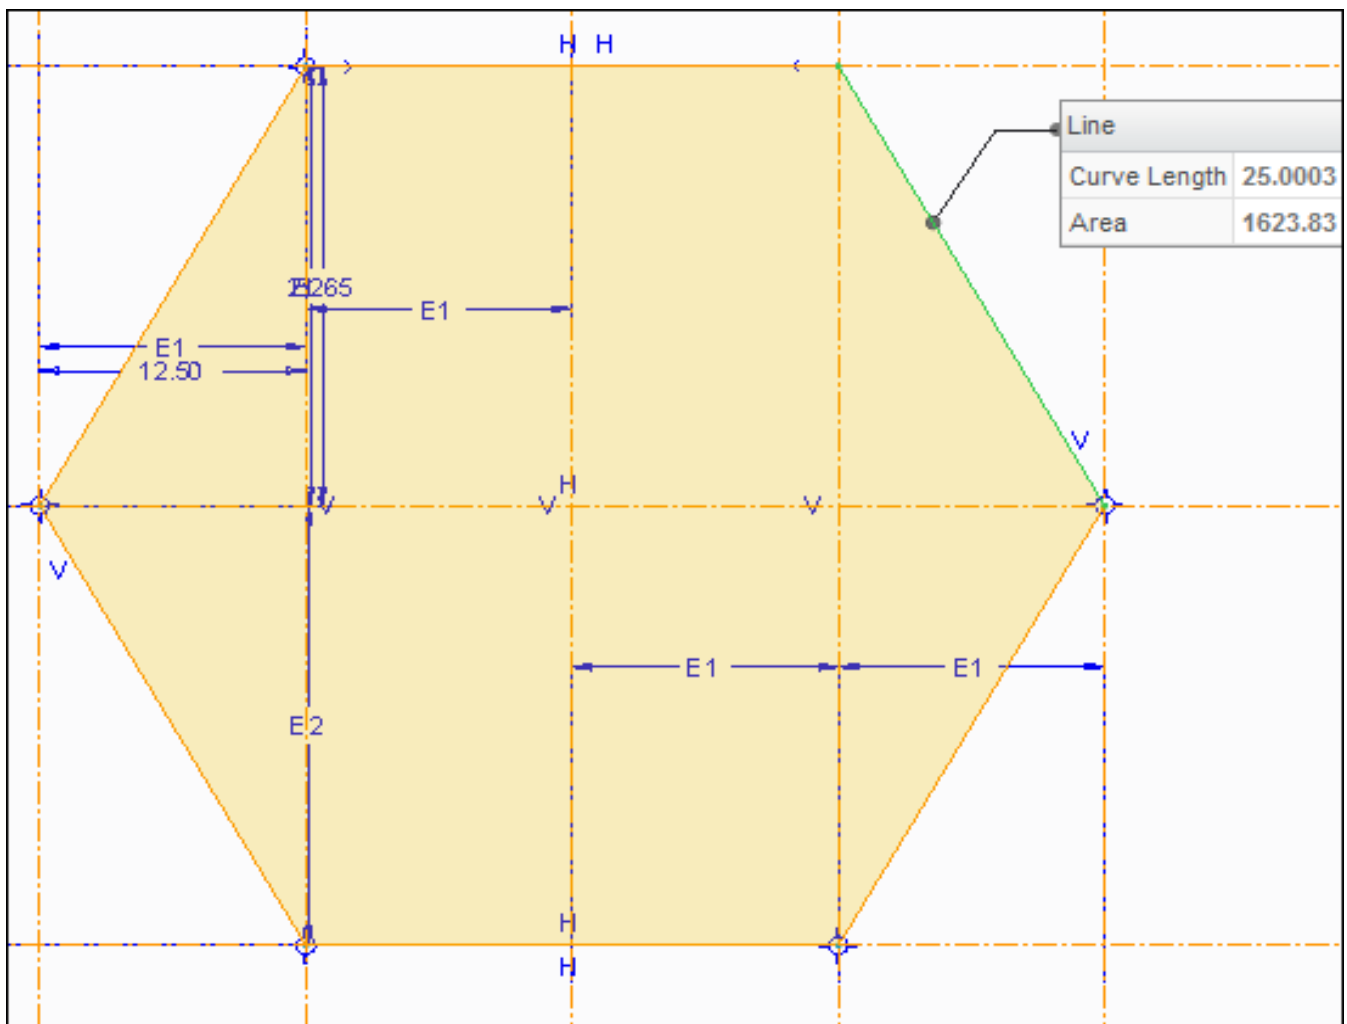 H H
Line
Curve Length 25.0003
Area 1623.83
E1
E1
12.50
V
H
V V V
V
E1 E1
E2
H
H